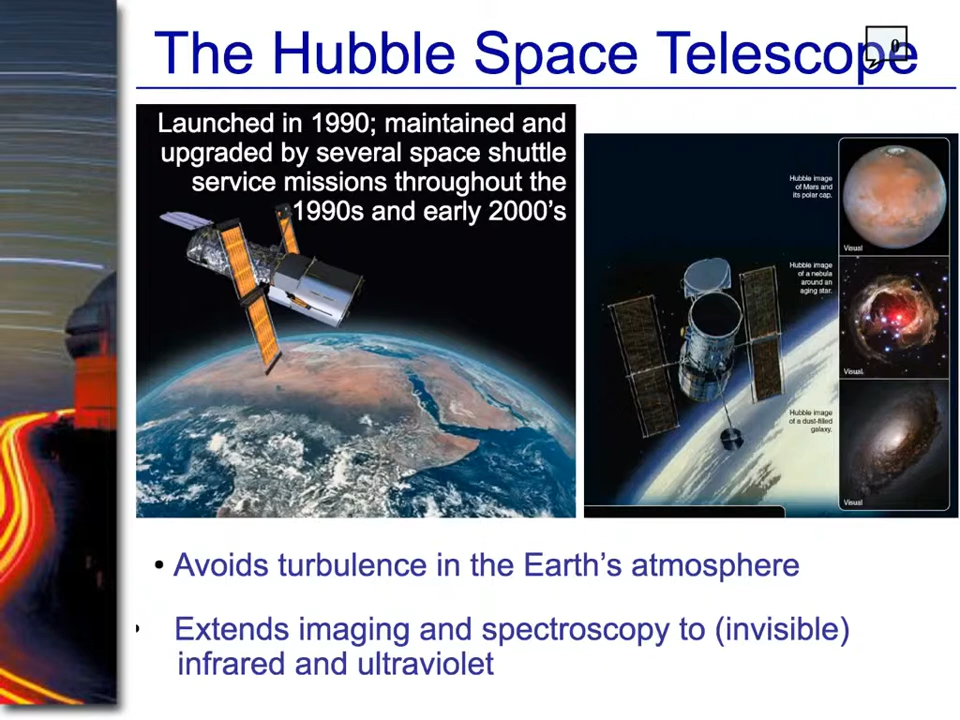 The Hubble Space Telescope
0
Launched in 1990; maintained and
upgraded by several space shuttle
service missions throughout the
1990s and early 2000's
Hubble image
of Mars and
its polar cap.
Visual
Hubble image
of a nebula
around an
aging star.
Visual
Hubble image
of a dust-filled
galaxy.
Visual
• Avoids turbulence in the Earth's atmosphere
• Extends imaging and spectroscopy to (invisible)
infrared and ultraviolet